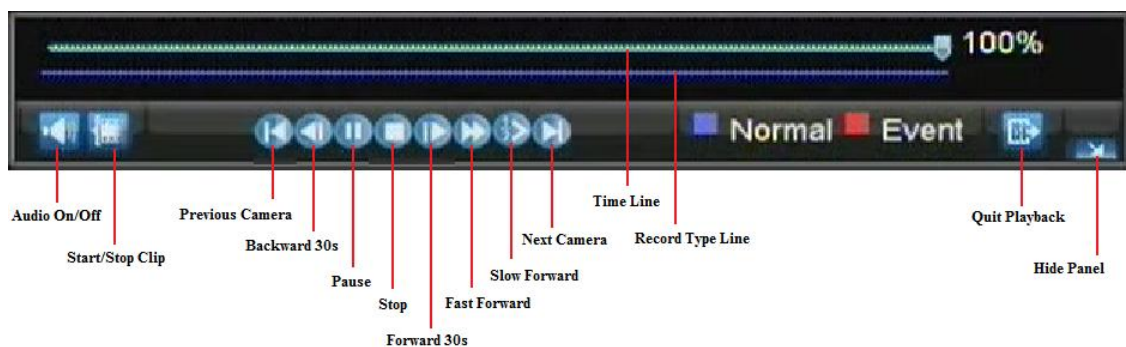 100%
Normal
Event
Audio On/Off
Previous Camera
Time Line
Quit Playback
Next Camera
Record Type Line
Backward 30s
Start/Stop Clip
Hide Panel
Slow Forward
Pause
Stop
Fast Forward
Forward 30s